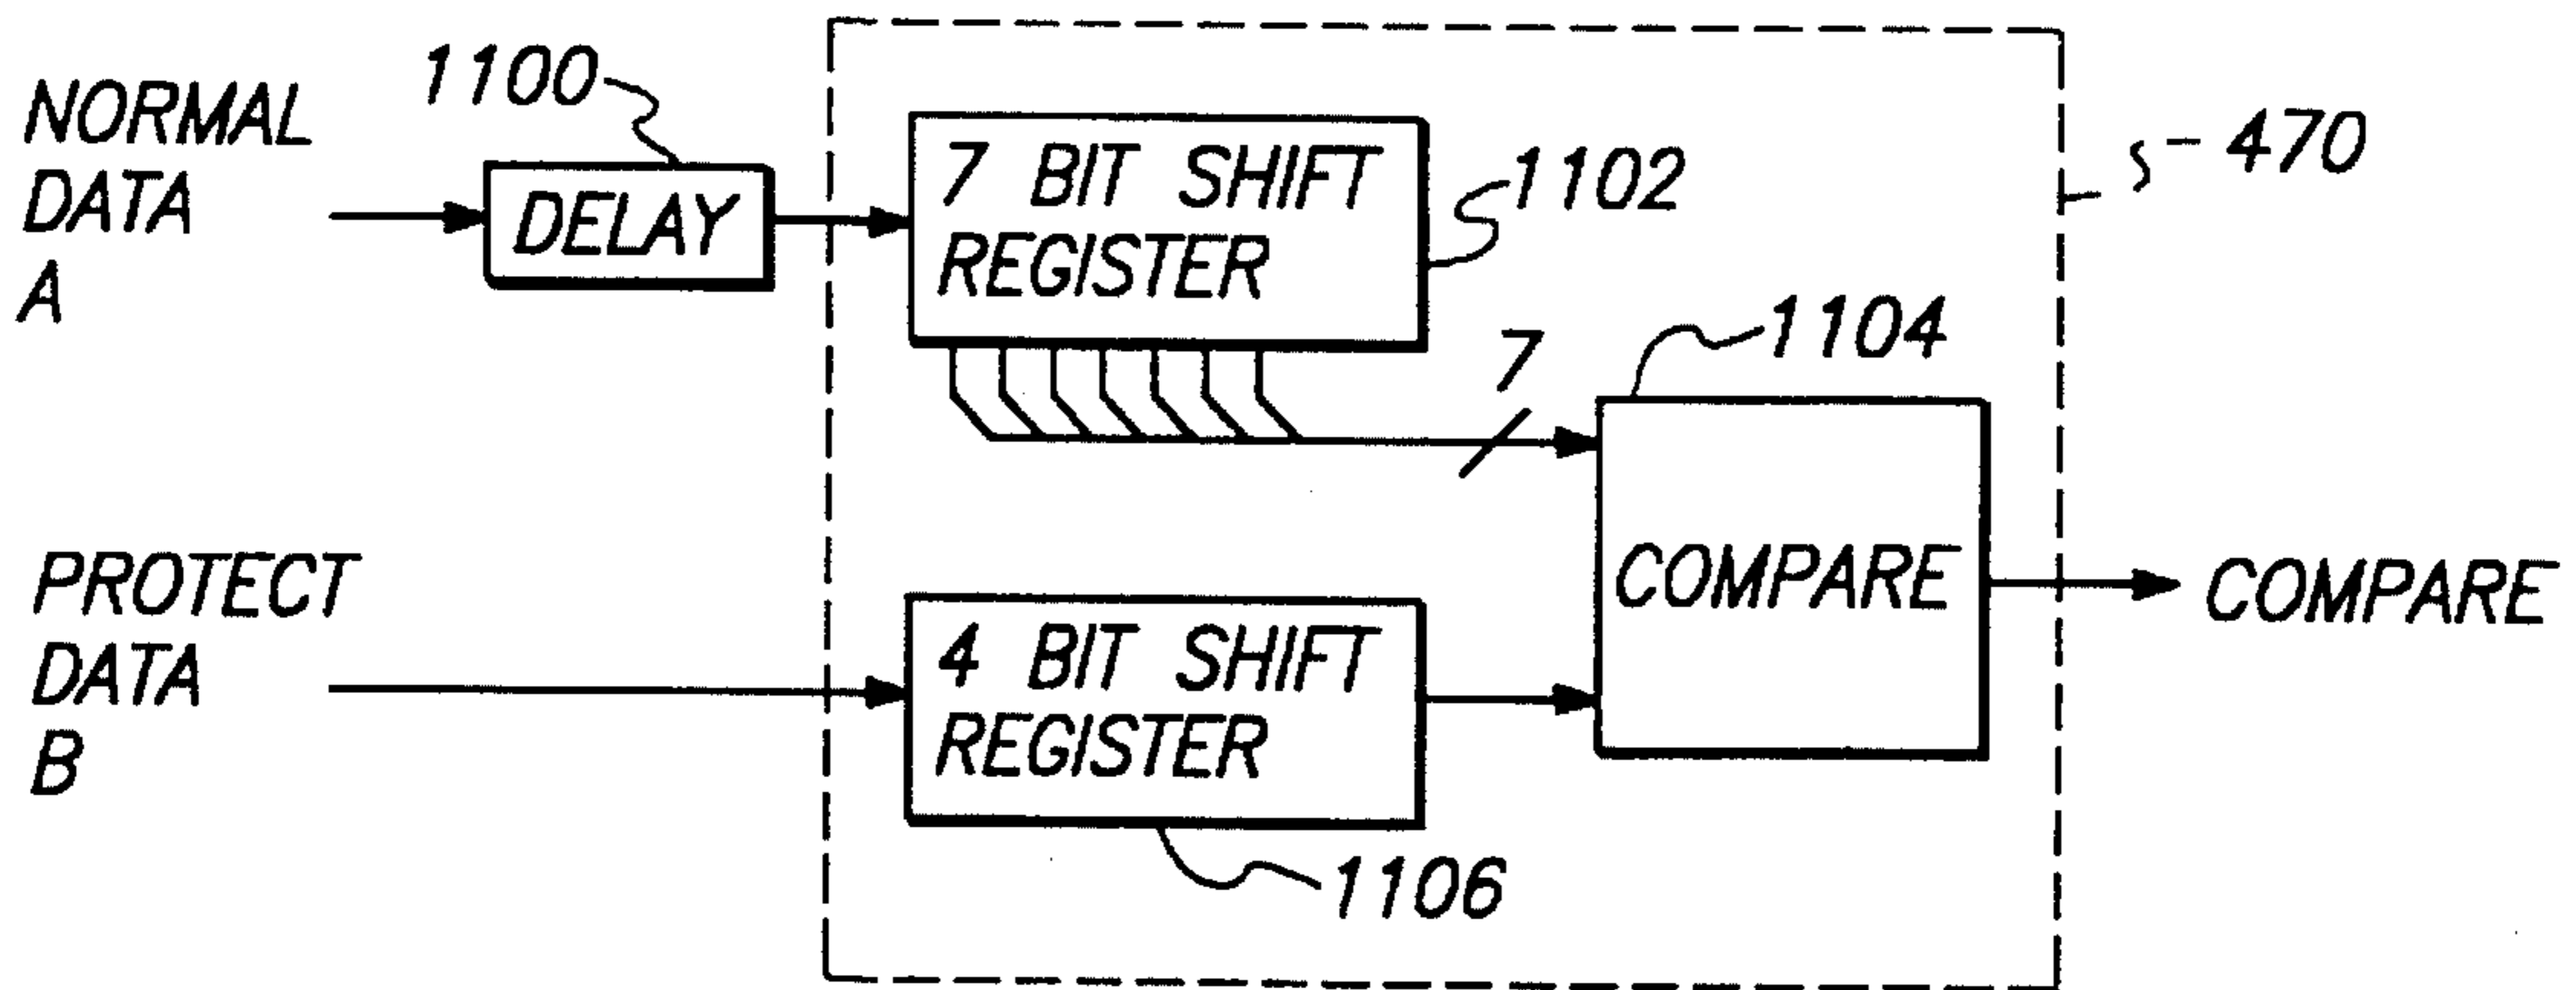 NORMAL
DATA
A
1100
DELAY
7 BIT SHIFT
REGISTER
1102
470
7
1104
COMPARE
COMPARE
PROTECT
DATA
B
4 BIT SHIFT
REGISTER
1106